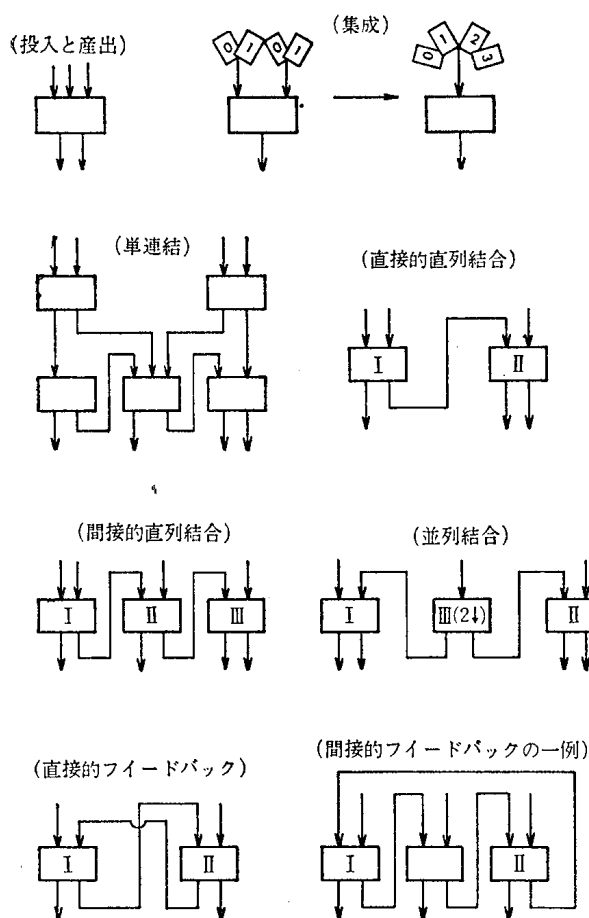 (投入と産出)
(集成)
0 1 0 1
0 1 2 3
(単連結)
(直接的直列結合)
I
II
(間接的直列結合)
(並列結合)
I
II
III
I
III(2↓)
II
(直接的フイードバック)
(間接的フイードバックの一例)
I
II
I
II